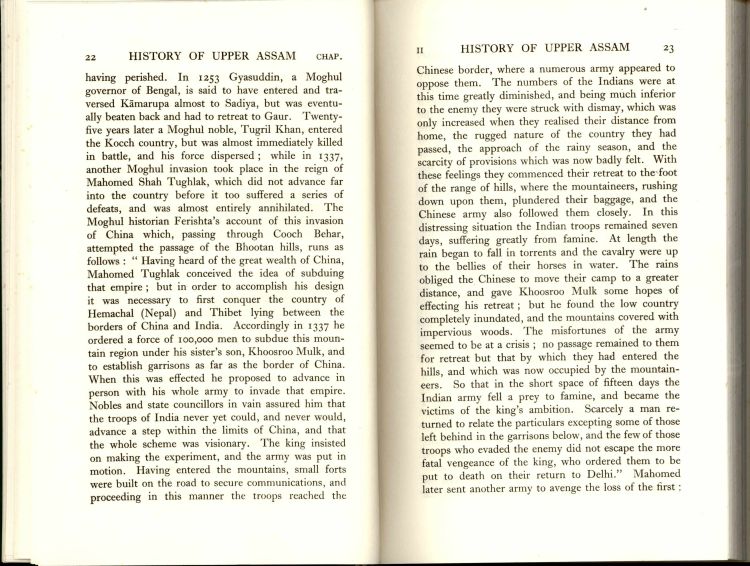 22 HISTORY OF UPPER ASSAM CHAP.
having perished. In 1253 Gyasuddin, a Moghul
governor of Bengal, is said to have entered and tra-
versed Kāmarupa almost to Sadiya, but was eventu-
ally beaten back and had to retreat to Gaur. Twenty-
five years later a Moghul noble, Tugril Khan, entered
the Kocch country, but was almost immediately killed
in battle, and his force dispersed ; while in 1337,
another Moghul invasion took place in the reign of
Mahomed Shah Tughlak, which did not advance far
into the country before it too suffered a series of
defeats, and was almost entirely annihilated. The
Moghul historian Ferishta's account of this invasion
of China which, passing through Cooch Behar,
attempted the passage of the Bhootan hills, runs as
follows : " Having heard of the great wealth of China,
Mahomed Tughlak conceived the idea of subduing
that empire ; but in order to accomplish his design
it was necessary to first conquer the country of
Hemachal (Nepal) and Thibet lying between the
borders of China and India. Accordingly in 1337 he
ordered a force of 100,000 men to subdue this moun-
tain region under his sister's son, Khoosroo Mulk, and
to establish garrisons as far as the border of China.
When this was effected he proposed to advance in
person with his whole army to invade that empire.
Nobles and state councillors in vain assured him that
the troops of India never yet could, and never would,
advance a step within the limits of China, and that
the whole scheme was visionary. The king insisted
on making the experiment, and the army was put in
motion. Having entered the mountains, small forts
were built on the road to secure communications, and
proceeding in this manner the troops reached the
II HISTORY OF UPPER ASSAM 23
Chinese border, where a numerous army appeared to
oppose them. The numbers of the Indians were at
this time greatly diminished, and being much inferior
to the enemy they were struck with dismay, which was
only increased when they realised their distance from
home, the rugged nature of the country they had
passed, the approach of the rainy season, and the
scarcity of provisions which was now badly felt. With
these feelings they commenced their retreat to the foot
of the range of hills, where the mountaineers, rushing
down upon them, plundered their baggage, and the
Chinese army also followed them closely. In this
distressing situation the Indian troops remained seven
days, suffering greatly from famine. At length the
rain began to fall in torrents and the cavalry were up
to the bellies of their horses in water. The rains
obliged the Chinese to move their camp to a greater
distance, and gave Khoosroo Mulk some hopes of
effecting his retreat ; but he found the low country
completely inundated, and the mountains covered with
impervious woods. The misfortunes of the army
seemed to be at a crisis ; no passage remained to them
for retreat but that by which they had entered the
hills, and which was now occupied by the mountain-
eers. So that in the short space of fifteen days the
Indian army fell a prey to famine, and became the
victims of the king's ambition. Scarcely a man re-
turned to relate the particulars excepting some of those
left behind in the garrisons below, and the few of those
troops who evaded the enemy did not escape the more
fatal vengeance of the king, who ordered them to be
put to death on their return to Delhi." Mahomed
later sent another army to avenge the loss of the first :